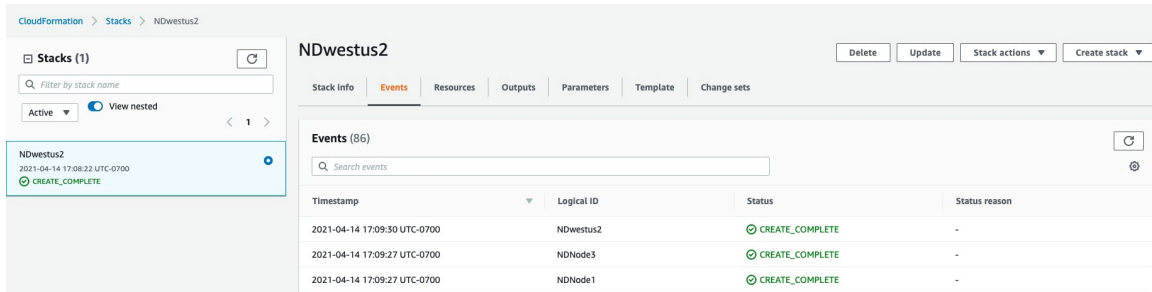 CloudFormation > Stacks > NDwestus2
Stacks (1)
Filter by stack name
Active ▼ View nested
< 1 >
NDwestus2
2021-04-14 17:08:22 UTC-0700
CREATE_COMPLETE
NDwestus2
Delete Update Stack actions ▼ Create stack ▼
Stack info Events Resources Outputs Parameters Template Change sets
Events (86)
Search events
Timestamp ▼ Logical ID Status Status reason
2021-04-14 17:09:30 UTC-0700 NDwestus2 CREATE_COMPLETE -
2021-04-14 17:09:27 UTC-0700 NDNode3 CREATE_COMPLETE -
2021-04-14 17:09:27 UTC-0700 NDNode1 CREATE_COMPLETE -